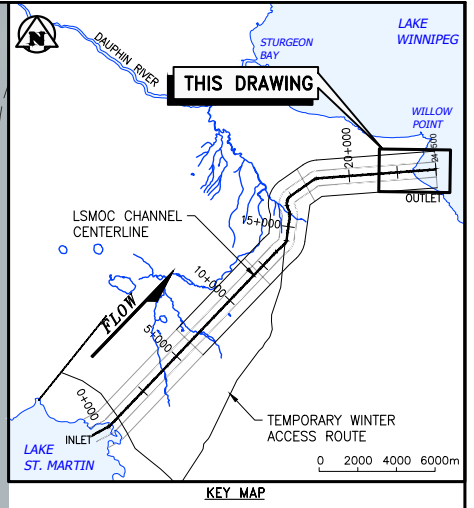 N
DAUPHIN RIVER
STURGEON
BAY
LAKE
WINNIPEG
THIS DRAWING
WILLOW
POINT
20+000
24+500
OUTLET
LSMOC CHANNEL
CENTERLINE
15+000
10+000
FLOW
5+000
0+000
INLET
TEMPORARY WINTER
ACCESS ROUTE
LAKE
ST. MARTIN
0 2000 4000 6000m
KEY MAP